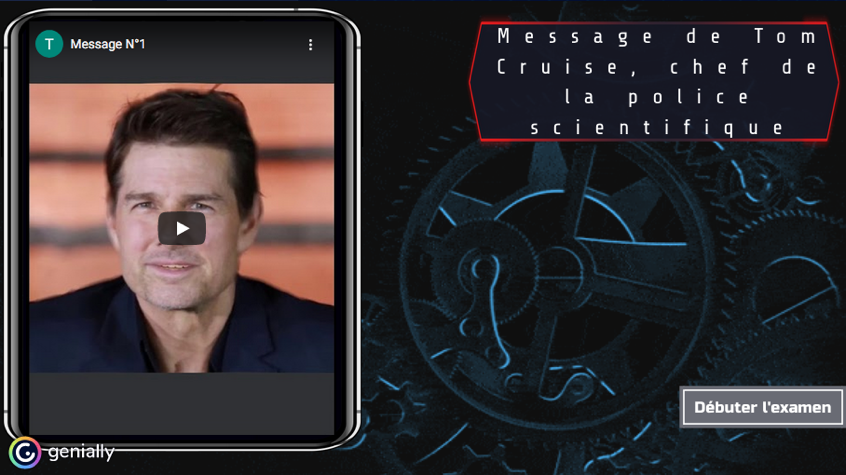 T
Message N°1
Message de Tom
Cruise, chef de
la police
scientifique
Débuter l'examen
genially